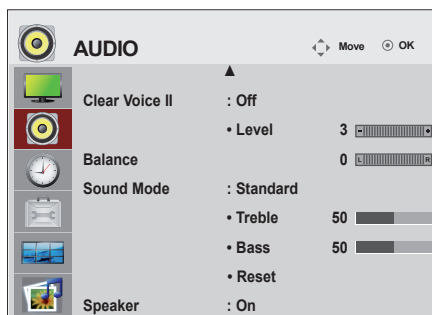 AUDIO Move OK
▲
Clear Voice II : Off
• Level 3 - +
Balance 0 L R
Sound Mode : Standard
• Treble 50
• Bass 50
• Reset
Speaker : On